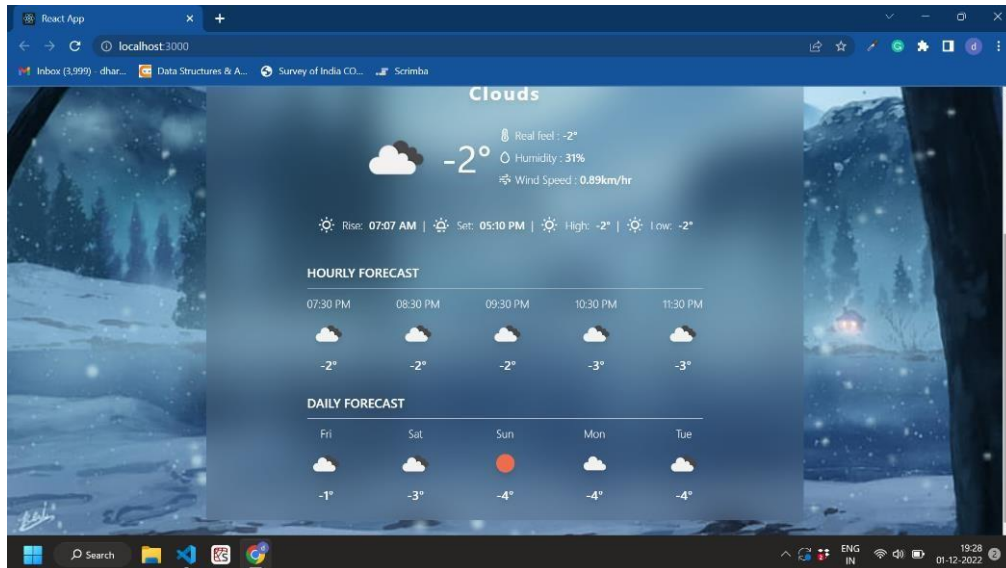 React App
localhost:3000
Inbox (3,999) - dhar... Data Structures & A... Survey of India CO... Scrimba
Clouds
-2°
Real feel : -2°
Humidity : 31%
Wind Speed : 0.89km/hr
Rise: 07:07 AM | Set: 05:10 PM | High: -2° | Low: -2°
HOURLY FORECAST
07:30 PM 08:30 PM 09:30 PM 10:30 PM 11:30 PM
-2° -2° -2° -3° -3°
DAILY FORECAST
Fri Sat Sun Mon Tue
-1° -3° -4° -4° -4°
Search
ENG
IN
19:28
01-12-2022
2